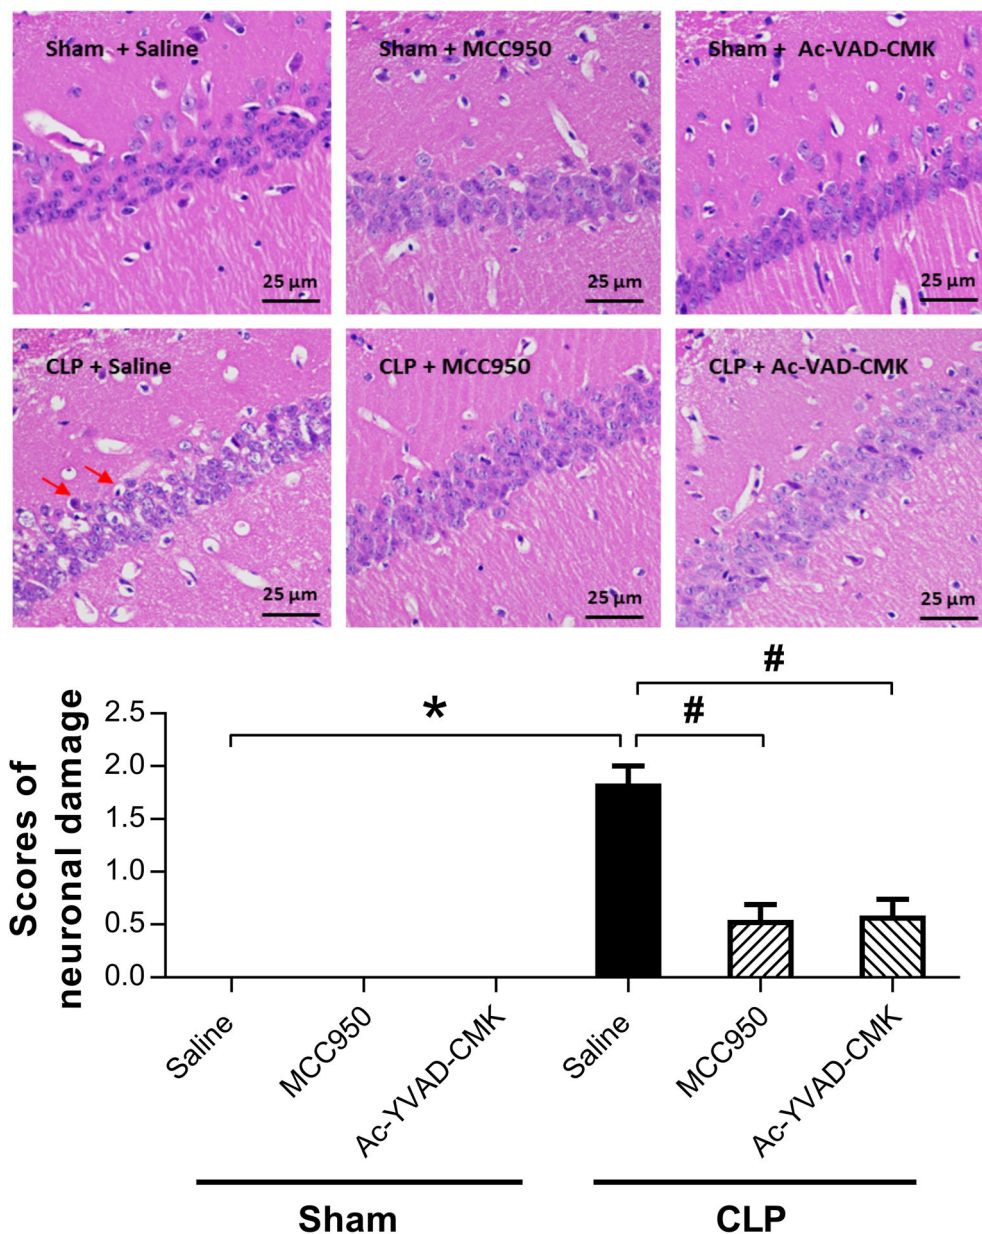 Sham + Saline
Sham + MCC950
Sham + Ac-VAD-CMK
25 μm
25 μm
25 μm
CLP + Saline
CLP + MCC950
CLP + Ac-VAD-CMK
25 μm
25 μm
25 μm
Scores of
neuronal damage
2.5
2.0
1.5
1.0
0.5
0.0
*
#
#
Saline
MCC950
Ac-YVAD-CMK
Saline
MCC950
Ac-YVAD-CMK
Sham
CLP